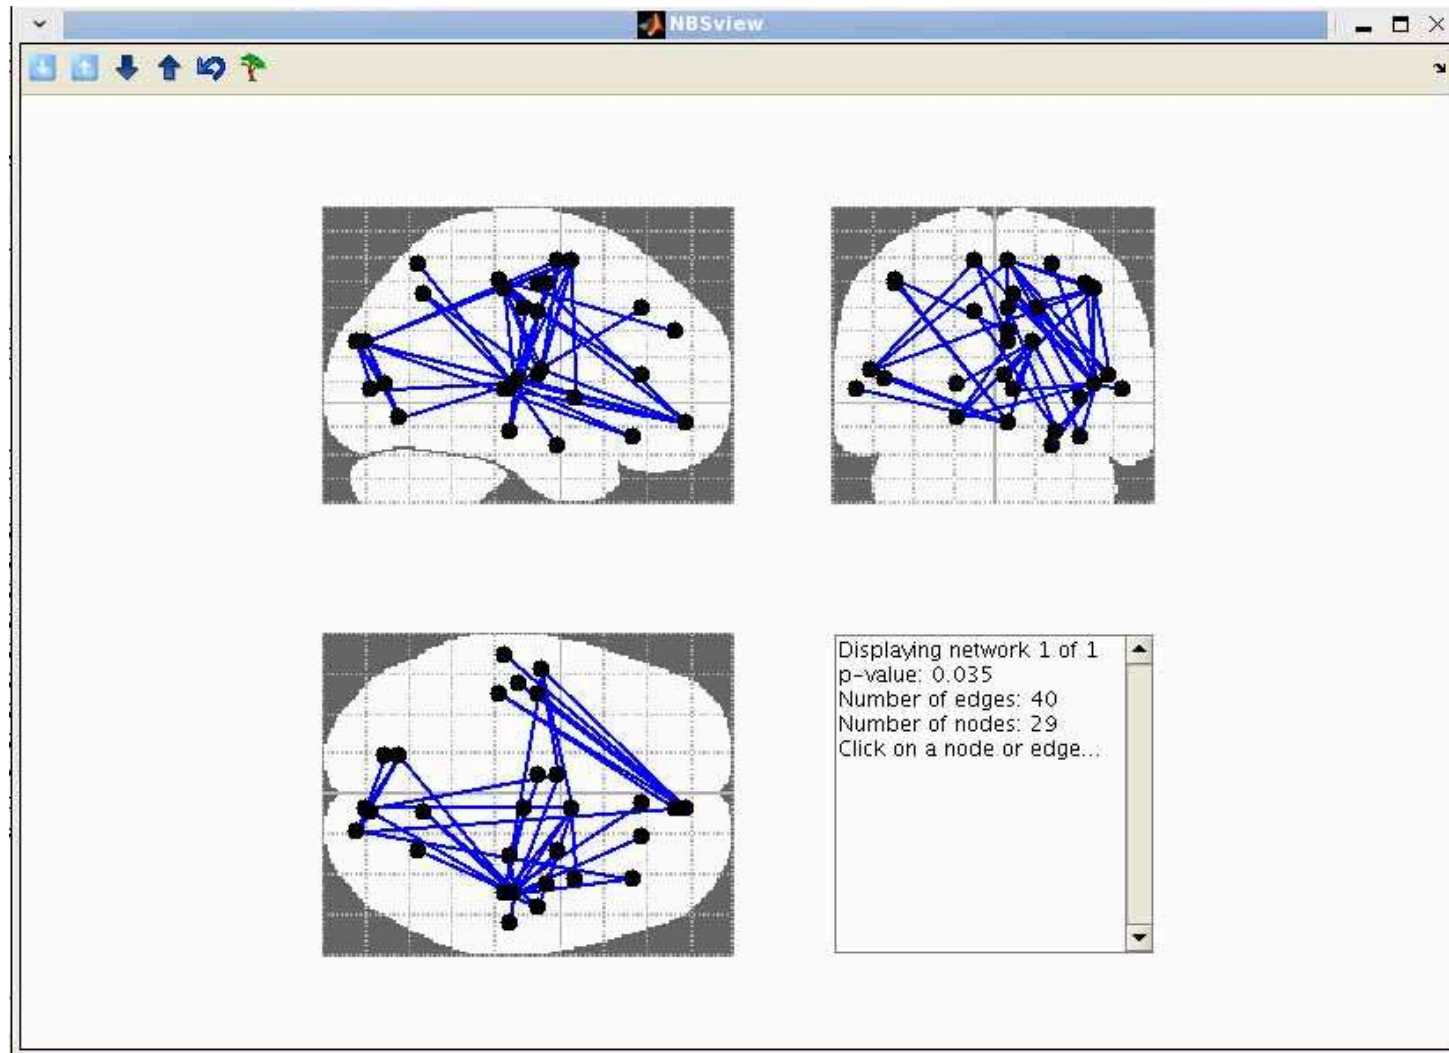 NBSview
Displaying network 1 of 1
p-value: 0.035
Number of edges: 40
Number of nodes: 29
Click on a node or edge...